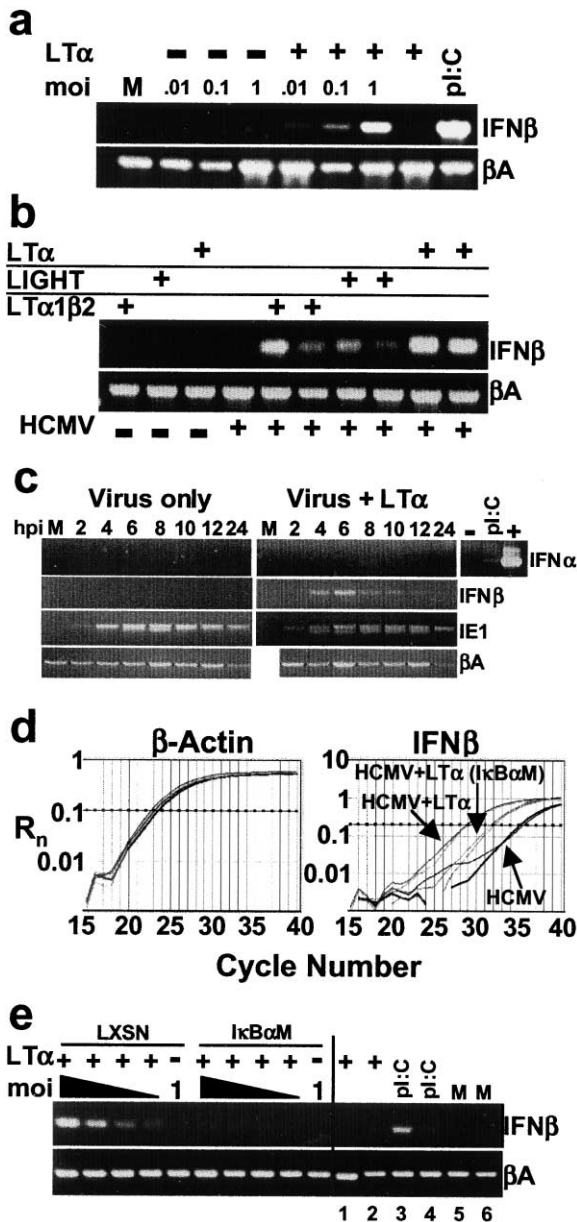 a
LTα - - - + + + + pI:C
moi M .01 0.1 1 .01 0.1 1
IFNβ
βA
b
LTα + + +
LIGHT + + +
LTα1β2 + + +
IFNβ
βA
HCMV - - - + + + + + + +
c
Virus only Virus + LTα
hpi M 2 4 6 8 10 12 24 M 2 4 6 8 10 12 24 - pI:C +
IFNα
IFNβ
IE1
βA
d
β-Actin IFNβ
1 10
HCMV+LTα (IκBαM)
1
HCMV+LTα
0.1 0.1
Rn
0.01 0.01
HCMV
15 20 25 30 35 40 15 20 25 30 35 40
Cycle Number
e
LXSN IκBαM
LTα + + + + - + + + + - + + pI:C pI:C M M
moi 1 1
IFNβ
βA
1 2 3 4 5 6